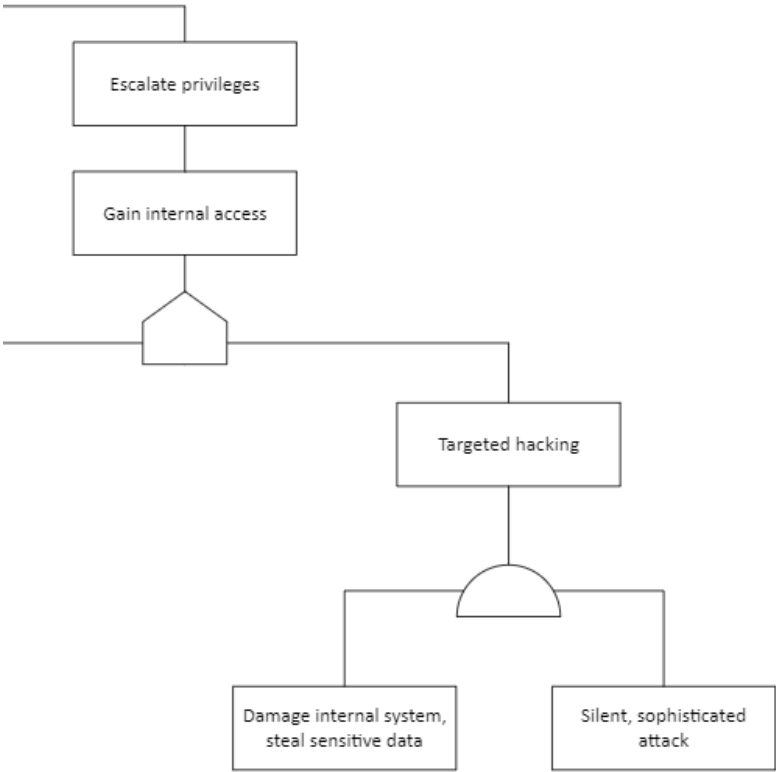 Escalate privileges
Gain internal access
Targeted hacking
Damage internal system,
steal sensitive data
Silent, sophisticated
attack